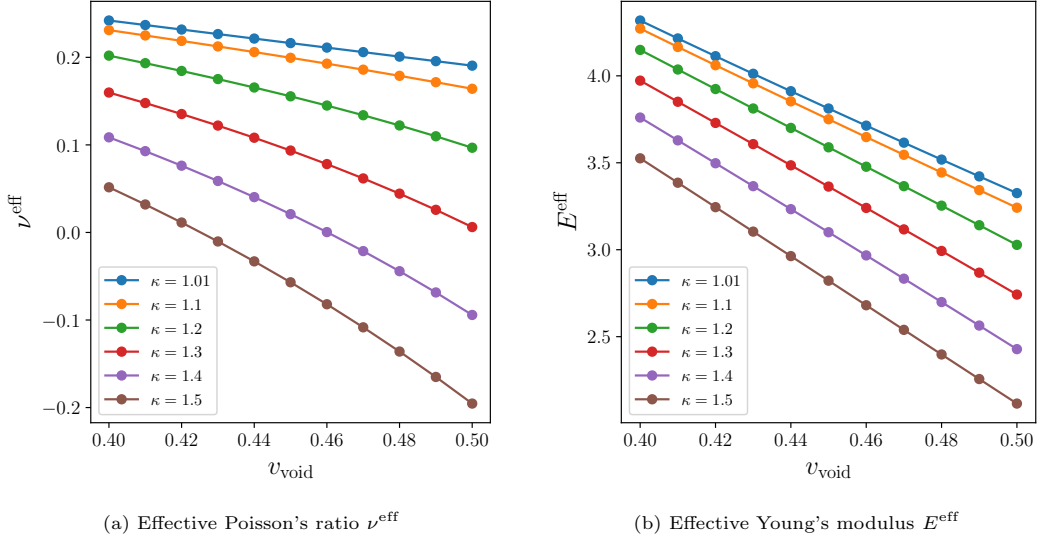 0.2
0.1
0.0
−0.1
−0.2
ν^eff
κ = 1.01
κ = 1.1
κ = 1.2
κ = 1.3
κ = 1.4
κ = 1.5
0.40 0.42 0.44 0.46 0.48 0.50
v_void
(a) Effective Poisson's ratio ν^eff
4.0
3.5
3.0
2.5
E^eff
κ = 1.01
κ = 1.1
κ = 1.2
κ = 1.3
κ = 1.4
κ = 1.5
0.40 0.42 0.44 0.46 0.48 0.50
v_void
(b) Effective Young's modulus E^eff